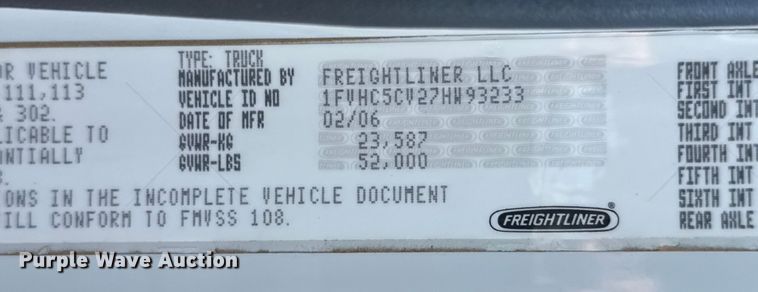 TYPE: TRUCK
OR VEHICLE MANUFACTURED BY FREIGHTLINER LLC FRONT AXLE
111,113 VEHICLE ID NO 1FVHC5CV27HW93233 FIRST INT
& 302. DATE OF MFR 02/06 SECOND INT
LICABLE TO GVWR-KG 23,587 THIRD INT
NTIALLY GVWR-LBS 52,000 FOURTH INT
FIFTH INT
ONS IN THE INCOMPLETE VEHICLE DOCUMENT SIXTH INT
ILL CONFORM TO FMVSS 108. FREIGHTLINER ® REAR AXLE
Purple Wave Auction